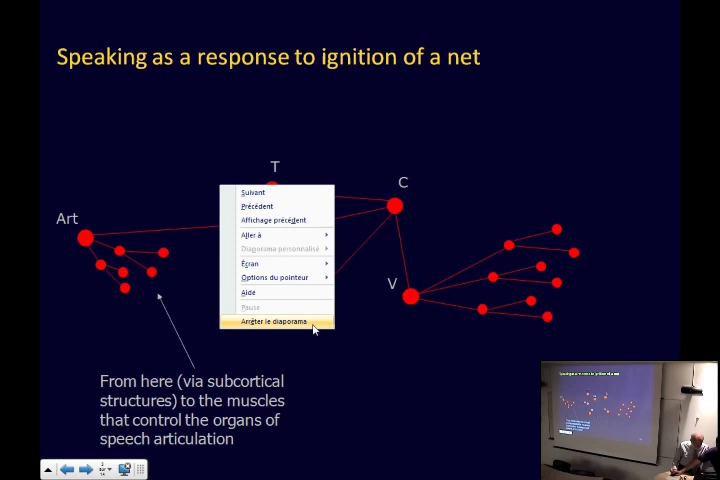 Speaking as a response to ignition of a net
T
C
Art
V
Suivant
Précédent
Affichage précédent
Aller à
Diaporama personnalisé
Écran
Options du pointeur
Aide
Pause
Arrêter le diaporama
From here (via subcortical
structures) to the muscles
that control the organs of
speech articulation